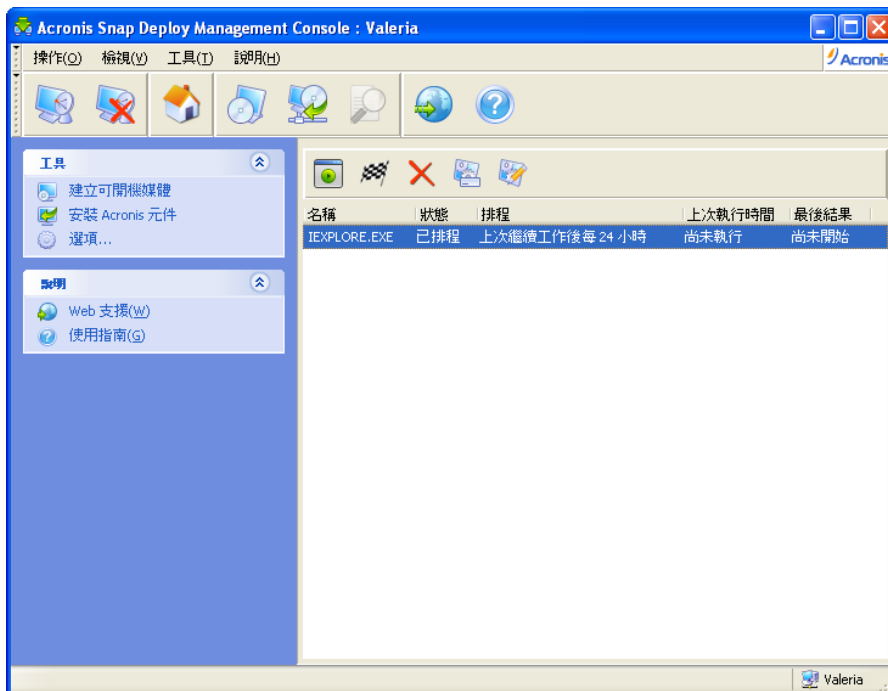 Acronis Snap Deploy Management Console : Valeria
操作(O) 檢視(V) 工具(T) 說明(H)
Acronis
工具
建立可開機媒體
安裝 Acronis 元件
選項...
說明
Web 支援(W)
使用指南(G)
名稱 狀態 排程 上次執行時間 最後結果
IEXPLORE.EXE 已排程 上次繼續工作後每 24 小時 尚未執行 尚未開始
Valeria